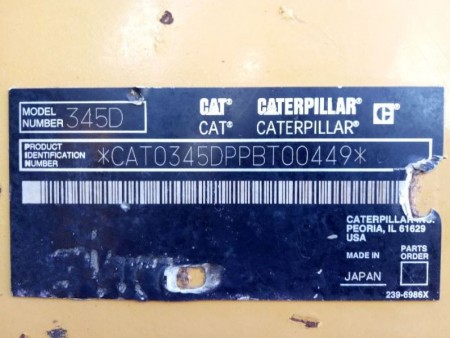 MODEL NUMBER 345D
CAT® CATERPILLAR® C
CAT® CATERPILLAR®
PRODUCT IDENTIFICATION NUMBER *CAT0345DPPBT00449*
CATERPILLAR INC.
PEORIA, IL 61629
USA
MADE IN
JAPAN
PARTS ORDER
239-6986X